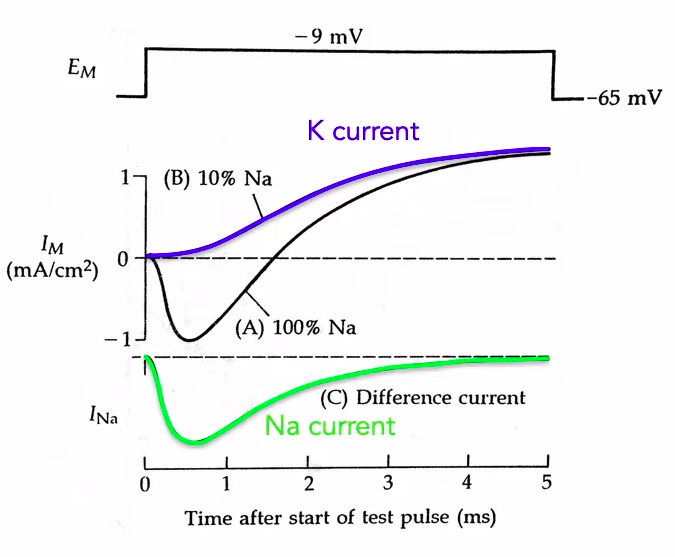 −9 mV
E_M
−65 mV
K current
(B) 10% Na
1
I_M
(mA/cm²)
0
(A) 100% Na
−1
(C) Difference current
I_Na
Na current
0 1 2 3 4 5
Time after start of test pulse (ms)